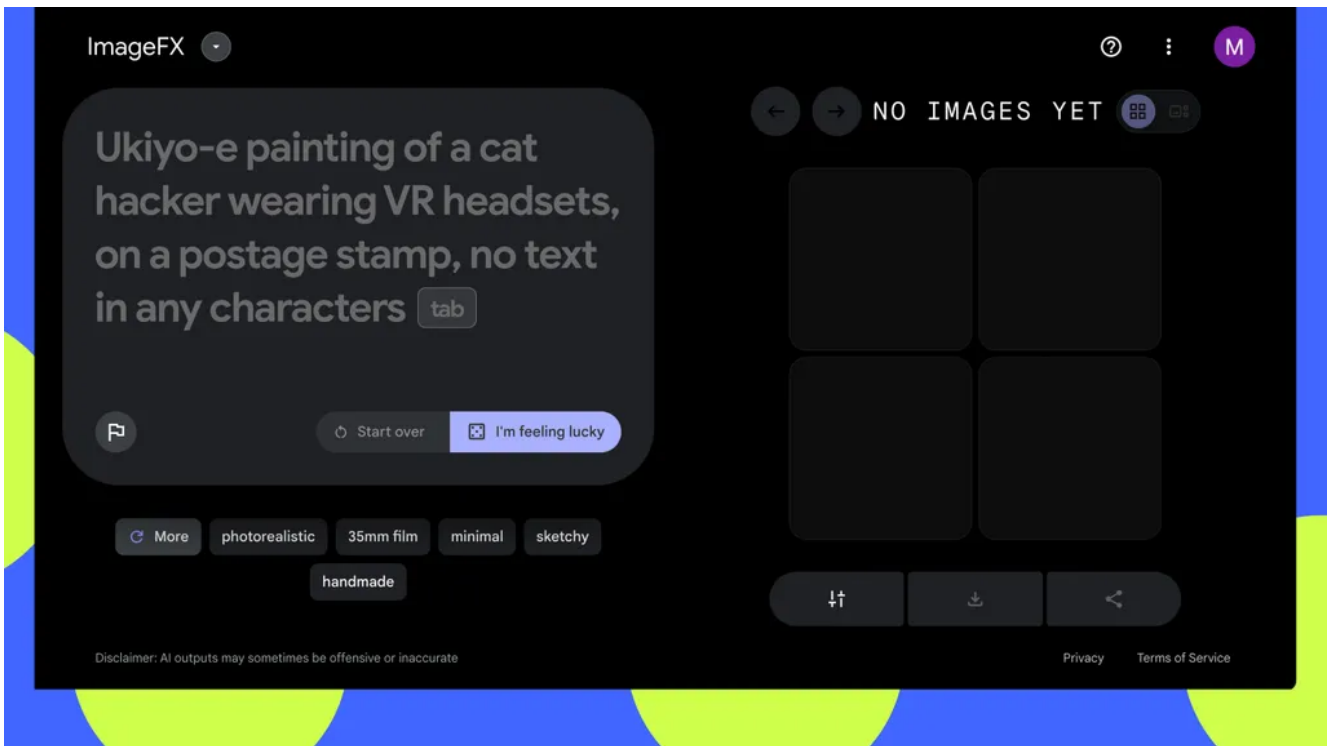 ImageFX
M
Ukiyo-e painting of a cat
hacker wearing VR headsets,
on a postage stamp, no text
in any characters tab
Start over
I'm feeling lucky
More
photorealistic
35mm film
minimal
sketchy
handmade
NO IMAGES YET
Disclaimer: AI outputs may sometimes be offensive or inaccurate
Privacy
Terms of Service